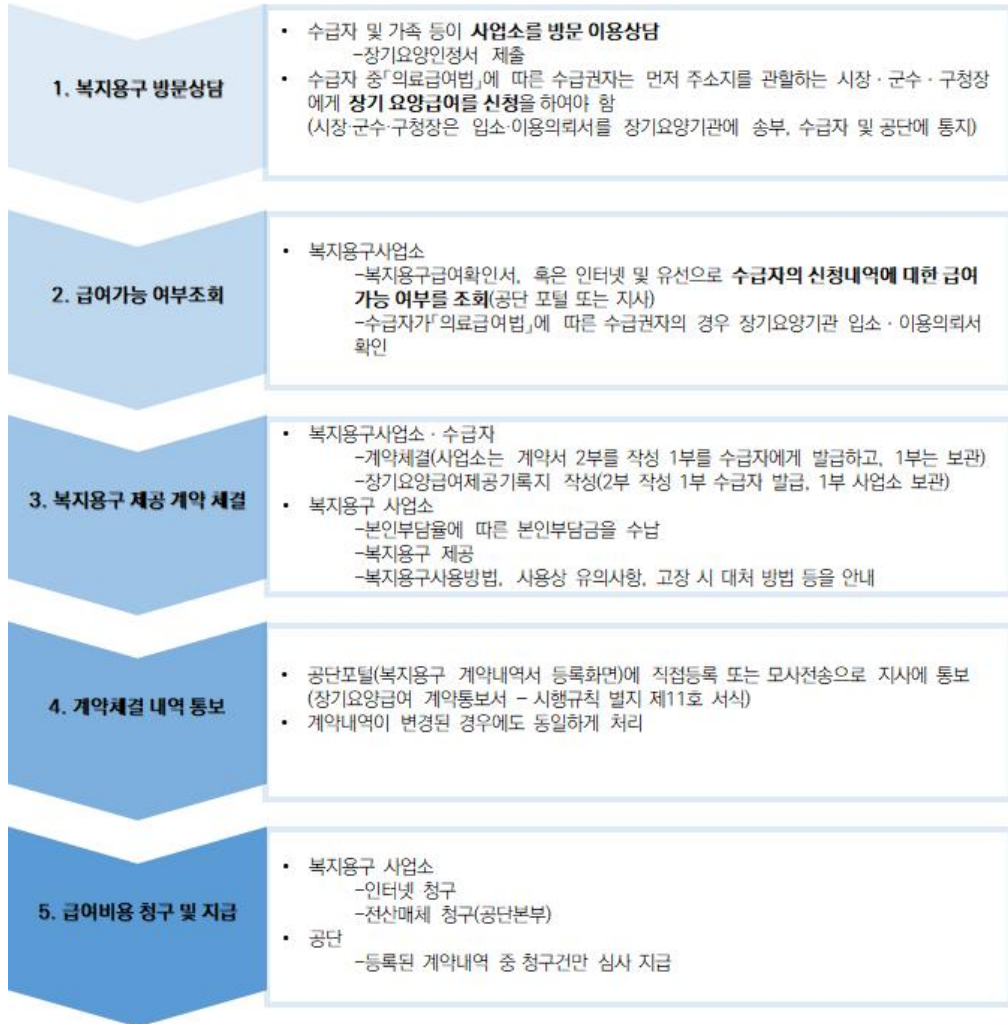 1. 복지용구 방문상담
• 수급자 및 가족 등이 사업소를 방문 이용상담
-장기요양인정서 제출
• 수급자 중「의료급여법」에 따른 수급권자는 먼저 주소지를 관할하는 시장 · 군수 · 구청장
에게 장기 요양급여를 신청을 하여야 함
(시장·군수·구청장은 입소·이용의뢰서를 장기요양기관에 송부, 수급자 및 공단에 통지)
2. 급여가능 여부조회
• 복지용구사업소
-복지용구급여확인서, 혹은 인터넷 및 유선으로 수급자의 신청내역에 대한 급여
가능 여부를 조회(공단 포털 또는 지사)
-수급자가「의료급여법」에 따른 수급권자의 경우 장기요양기관 입소 · 이용의뢰서
확인
3. 복지용구 제공 계약 체결
• 복지용구사업소 · 수급자
-계약체결(사업소는 계약서 2부를 작성 1부를 수급자에게 발급하고, 1부는 보관)
-장기요양급여제공기록지 작성(2부 작성 1부 수급자 발급, 1부 사업소 보관)
• 복지용구 사업소
-본인부담율에 따른 본인부담금을 수납
-복지용구 제공
-복지용구사용방법, 사용상 유의사항, 고장 시 대처 방법 등을 안내
4. 계약체결 내역 통보
• 공단포털(복지용구 계약내역서 등록화면)에 직접등록 또는 모사전송으로 지사에 통보
(장기요양급여 계약통보서 - 시행규칙 별지 제11호 서식)
• 계약내역이 변경된 경우에도 동일하게 처리
5. 급여비용 청구 및 지급
• 복지용구 사업소
-인터넷 청구
-전산매체 청구(공단본부)
• 공단
-등록된 계약내역 중 청구건만 심사 지급